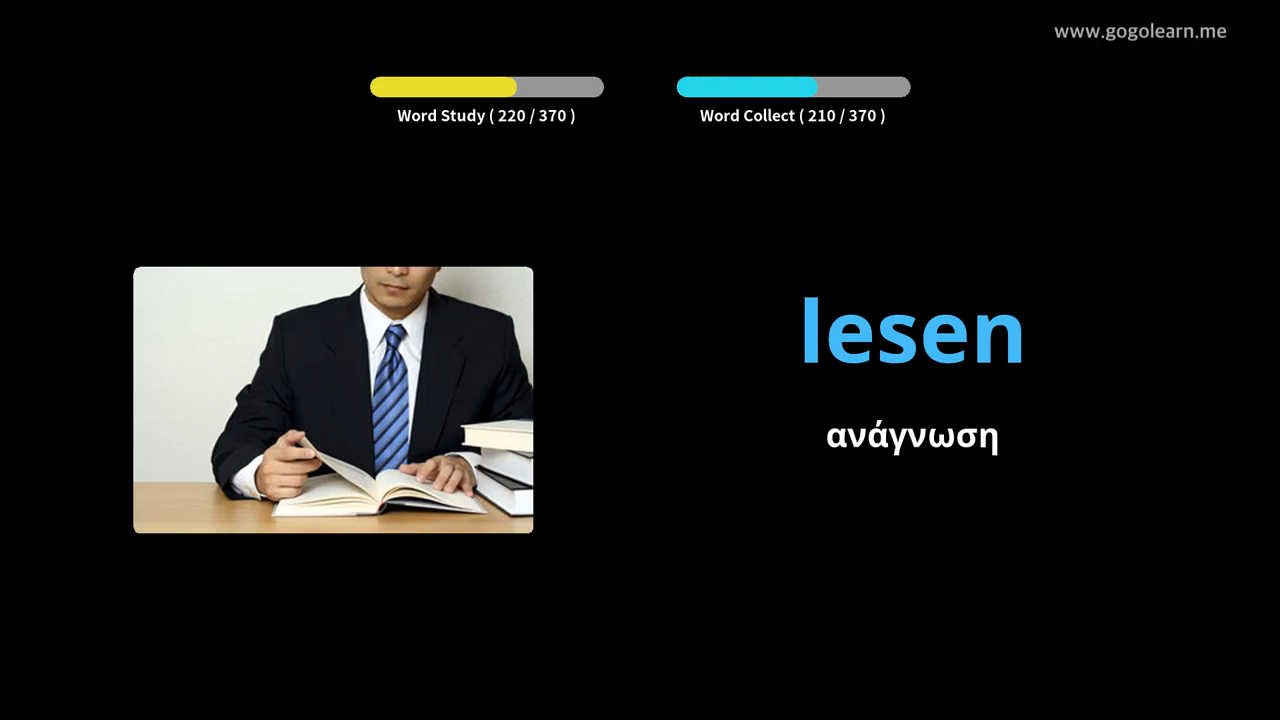 www.gogolearn.me
Word Study ( 220 / 370 )
Word Collect ( 210 / 370 )
lesen
ανάγνωση